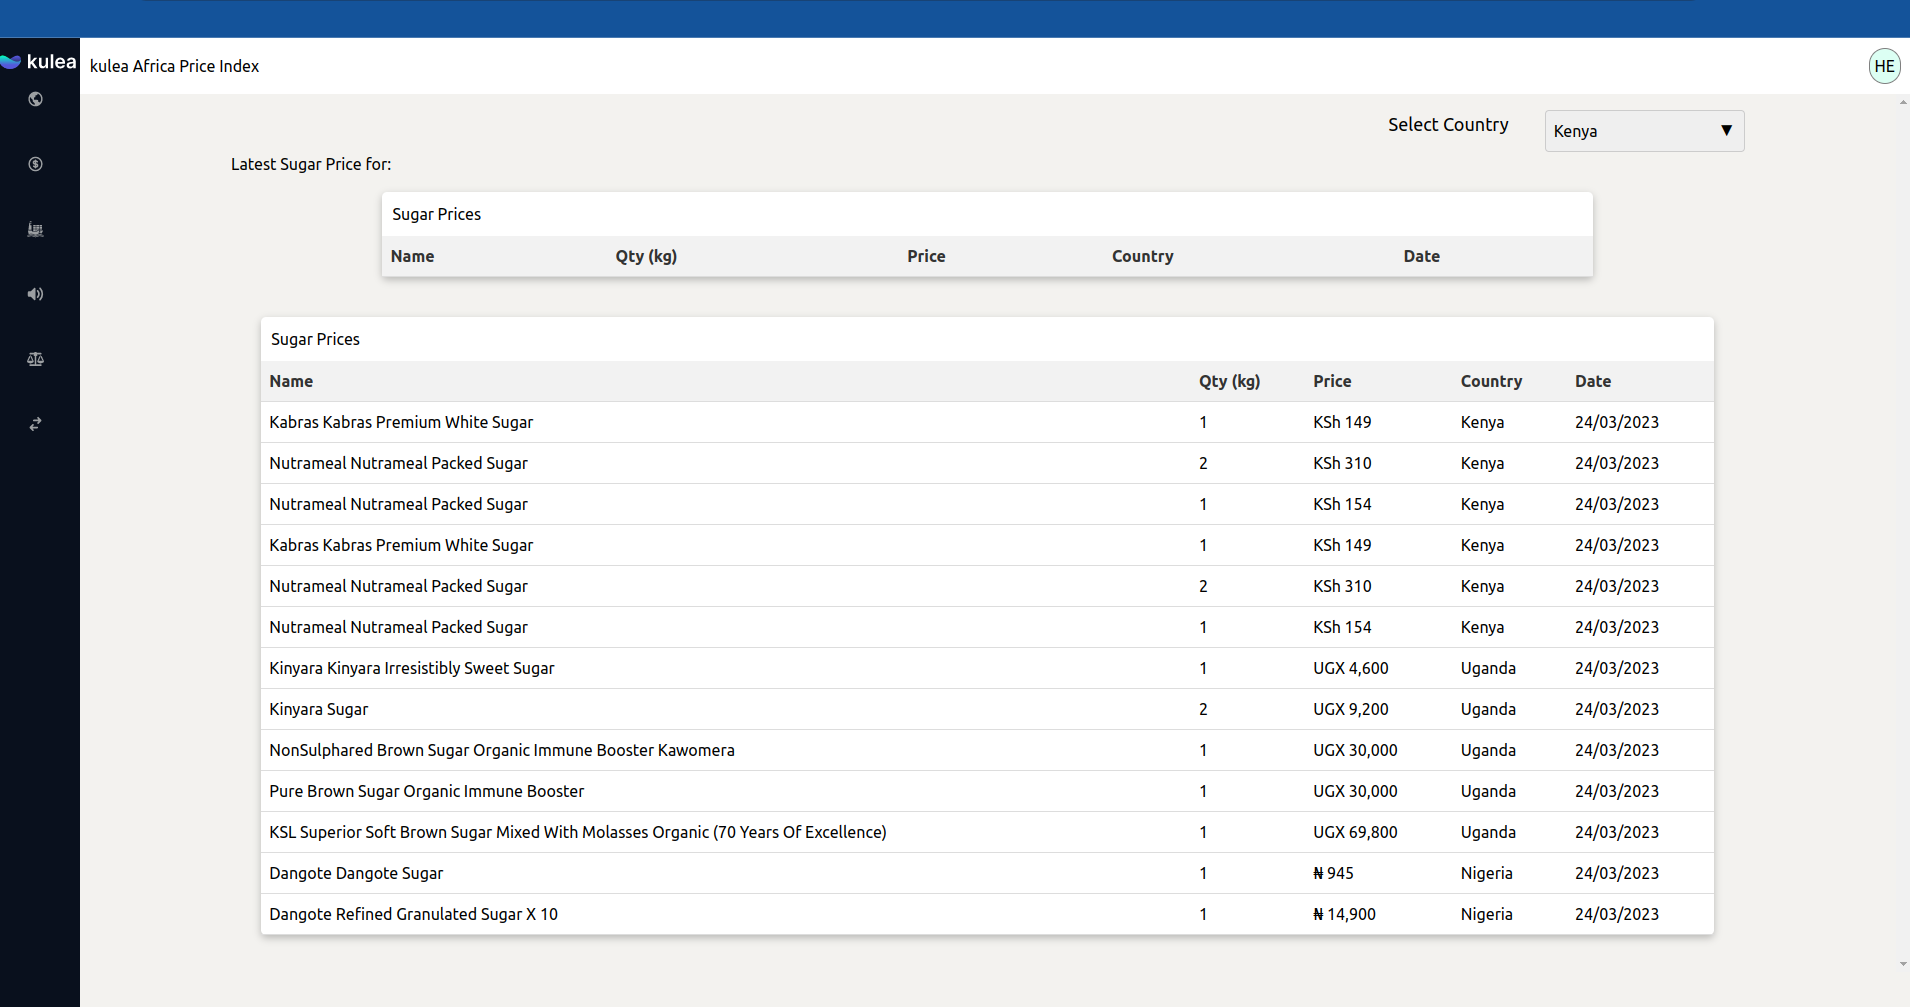 kulea
kulea Africa Price Index
HE
Select Country
Kenya
Latest Sugar Price for:
Sugar Prices
Name Qty (kg) Price Country Date
Sugar Prices
Name Qty (kg) Price Country Date
Kabras Kabras Premium White Sugar 1 KSh 149 Kenya 24/03/2023
Nutrameal Nutrameal Packed Sugar 2 KSh 310 Kenya 24/03/2023
Nutrameal Nutrameal Packed Sugar 1 KSh 154 Kenya 24/03/2023
Kabras Kabras Premium White Sugar 1 KSh 149 Kenya 24/03/2023
Nutrameal Nutrameal Packed Sugar 2 KSh 310 Kenya 24/03/2023
Nutrameal Nutrameal Packed Sugar 1 KSh 154 Kenya 24/03/2023
Kinyara Kinyara Irresistibly Sweet Sugar 1 UGX 4,600 Uganda 24/03/2023
Kinyara Sugar 2 UGX 9,200 Uganda 24/03/2023
NonSulphared Brown Sugar Organic Immune Booster Kawomera 1 UGX 30,000 Uganda 24/03/2023
Pure Brown Sugar Organic Immune Booster 1 UGX 30,000 Uganda 24/03/2023
KSL Superior Soft Brown Sugar Mixed With Molasses Organic (70 Years Of Excellence) 1 UGX 69,800 Uganda 24/03/2023
Dangote Dangote Sugar 1 ₦ 945 Nigeria 24/03/2023
Dangote Refined Granulated Sugar X 10 1 ₦ 14,900 Nigeria 24/03/2023